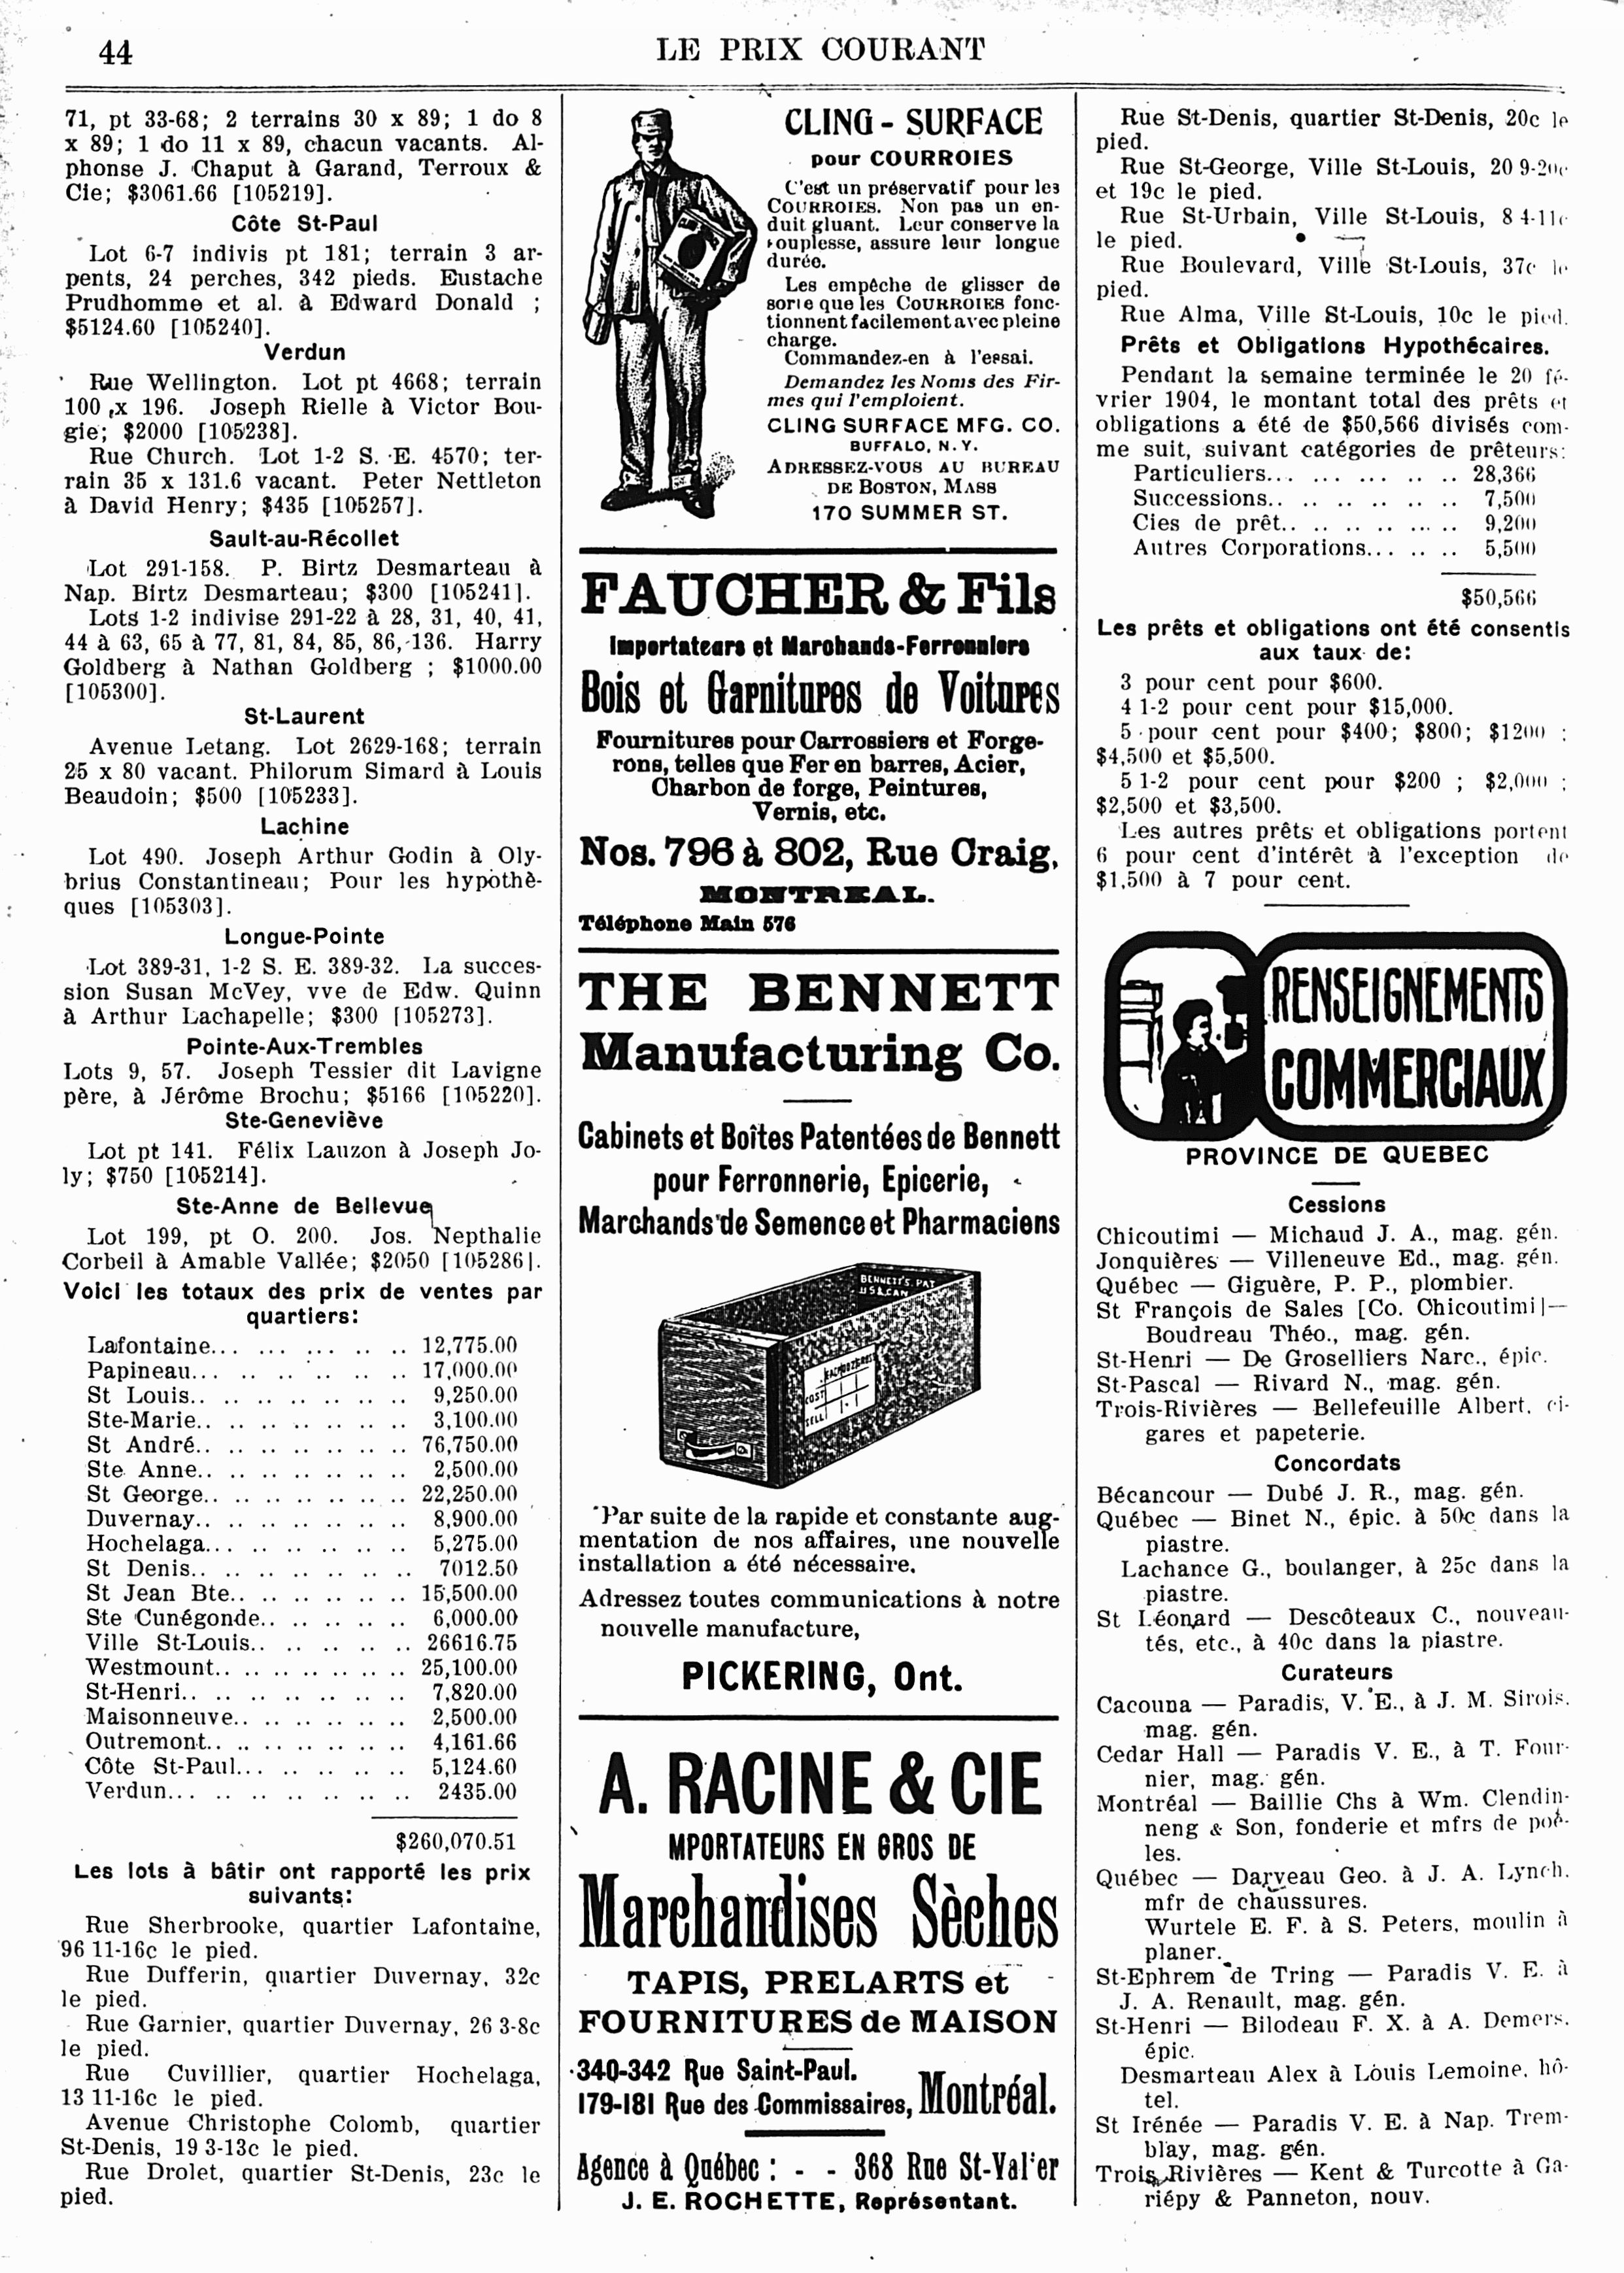 44
LE PRIX COURANT
71, pt 33-68; 2 terrains 30 x 89; 1 do 8
x 89; 1 do 11 x 89, chacun vacants. Al-
phonse J. Chaput à Garand, Terroux &
Cie; $3061.66 [105219].
Côte St-Paul
Lot 6-7 indivis pt 181; terrain 3 ar-
pents, 24 perches, 342 pieds. Eustache
Prudhomme et al. à Edward Donald ;
$5124.60 [105240].
Verdun
Rue Wellington. Lot pt 4668; terrain
100 x 196. Joseph Rielle à Victor Bou-
gie; $2000 [105238].
Rue Church. Lot 1-2 S. E. 4570; ter-
rain 35 x 131.6 vacant. Peter Nettleton
à David Henry; $435 [105257].
Sault-au-Récollet
Lot 291-158. P. Birtz Desmarteau à
Nap. Birtz Desmarteau; $300 [105241].
Lots 1-2 indivise 291-22 à 28, 31, 40, 41,
44 à 63, 65 à 77, 81, 84, 85, 86, 136. Harry
Goldberg à Nathan Goldberg ; $1000.00
[105300].
St-Laurent
Avenue Letang. Lot 2629-168; terrain
25 x 80 vacant. Philorum Simard à Louis
Beaudoin; $500 [105233].
Lachine
Lot 490. Joseph Arthur Godin à Oly-
brius Constantineau; Pour les hypothè-
ques [105303].
Longue-Pointe
Lot 389-31, 1-2 S. E. 389-32. La succes-
sion Susan McVey, vve de Edw. Quinn
à Arthur Lachapelle; $300 [105273].
Pointe-Aux-Trembles
Lots 9, 57. Joseph Tessier dit Lavigne
père, à Jérôme Brochu; $5166 [105220].
Ste-Geneviève
Lot pt 141. Félix Lauzon à Joseph Jo-
ly; $750 [105214].
Ste-Anne de Bellevue
Lot 199, pt O. 200. Jos. Nepthalie
Corbeil à Amable Vallée; $2050 [105286].
Voici les totaux des prix de ventes par
quartiers:
Lafontaine... ... ... .. .. 12,775.00
Papineau... .. .. .. .. .. 17,000.00
St Louis.. .. .. .. .. .. .. 9,250.00
Ste-Marie.. .. .. .. .. .. .. 3,100.00
St André.. .. .. .. .. .. .. 76,750.00
Ste Anne.. .. .. .. .. .. .. 2,500.00
St George.. .. .. .. .. .. .. 22,250.00
Duvernay.. .. .. .. .. .. .. 8,900.00
Hochelaga... .. .. .. .. .. 5,275.00
St Denis.. .. .. .. .. .. .. 7012.50
St Jean Bte.. .. .. .. .. .. 15,500.00
Ste Cunégonde.. .. .. .. .. 6,000.00
Ville St-Louis.. .. .. .. .. 26616.75
Westmount.. .. .. .. .. .. 25,100.00
St-Henri.. .. .. .. .. .. .. 7,820.00
Maisonneuve.. .. .. .. .. .. 2,500.00
Outremont.. .. .. .. .. .. .. 4,161.66
Côte St-Paul... .. .. .. .. 5,124.60
Verdun... .. .. .. .. .. .. 2435.00
$260,070.51
Les lots à bâtir ont rapporté les prix
suivants:
Rue Sherbrooke, quartier Lafontaine,
96 11-16c le pied.
Rue Dufferin, quartier Duvernay, 32c
le pied.
Rue Garnier, quartier Duvernay, 26 3-8c
le pied.
Rue Cuvillier, quartier Hochelaga,
13 11-16c le pied.
Avenue Christophe Colomb, quartier
St-Denis, 19 3-13c le pied.
Rue Drolet, quartier St-Denis, 23c le
pied.
CLING - SURFACE
pour COURROIES
C'est un préservatif pour les
COURROIES. Non pas un en-
duit gluant. Leur conserve la
souplesse, assure leur longue
durée.
Les empêche de glisser de
sorte que les COURROIES fonc-
tionnent facilement avec pleine
charge.
Commandez-en à l'essai.
Demandez les Noms des Fir-
mes qui l'emploient.
CLING SURFACE MFG. CO.
BUFFALO, N. Y.
ADRESSEZ-VOUS AU BUREAU
DE BOSTON, MASS
170 SUMMER ST.
FAUCHER & Fils
Importateurs et Marchands-Ferronniers
Bois et Garnitures de Voitures
Fournitures pour Carrossiers et Forge-
rons, telles que Fer en barres, Acier,
Charbon de forge, Peintures,
Vernis, etc.
Nos. 796 à 802, Rue Craig,
MONTREAL.
Téléphone Main 576
THE BENNETT
Manufacturing Co.
Cabinets et Boîtes Patentées de Bennett
pour Ferronnerie, Epicerie,
Marchands de Semence et Pharmaciens
BENNETT'S. PAT
US & CAN
EACH DOZ GROSS
COST
SELL
Par suite de la rapide et constante aug-
mentation de nos affaires, une nouvelle
installation a été nécessaire.
Adressez toutes communications à notre
nouvelle manufacture,
PICKERING, Ont.
A. RACINE & CIE
MPORTATEURS EN GROS DE
Marchandises Sèches
TAPIS, PRELARTS et
FOURNITURES de MAISON
340-342 Rue Saint-Paul.
179-181 Rue des Commissaires, Montréal.
Agence à Québec : - - 368 Rue St-Valier
J. E. ROCHETTE, Représentant.
Rue St-Denis, quartier St-Denis, 20c le
pied.
Rue St-George, Ville St-Louis, 20 9-20c
et 19c le pied.
Rue St-Urbain, Ville St-Louis, 8 4-11c
le pied.
Rue Boulevard, Ville St-Louis, 37c le
pied.
Rue Alma, Ville St-Louis, 10c le pied.
Prêts et Obligations Hypothécaires.
Pendant la semaine terminée le 20 fé-
vrier 1904, le montant total des prêts et
obligations a été de $50,566 divisés com-
me suit, suivant catégories de prêteurs:
Particuliers... ... ... .. .. 28,366
Successions.. .. .. .. .. .. 7,500
Cies de prêt.. .. .. .. ... .. 9,200
Autres Corporations... .. .. 5,500
$50,566
Les prêts et obligations ont été consentis
aux taux de:
3 pour cent pour $600.
4 1-2 pour cent pour $15,000.
5 pour cent pour $400; $800; $1200 ;
$4,500 et $5,500.
5 1-2 pour cent pour $200 ; $2,000 ;
$2,500 et $3,500.
Les autres prêts et obligations portent
6 pour cent d'intérêt à l'exception de
$1,500 à 7 pour cent.
RENSEIGNEMENTS
COMMERCIAUX
PROVINCE DE QUEBEC
Cessions
Chicoutimi — Michaud J. A., mag. gén.
Jonquières — Villeneuve Ed., mag. gén.
Québec — Giguère, P. P., plombier.
St François de Sales [Co. Chicoutimi]—
Boudreau Théo., mag. gén.
St-Henri — De Groselliers Narc., épic.
St-Pascal — Rivard N., mag. gén.
Trois-Rivières — Bellefeuille Albert, ci-
gares et papeterie.
Concordats
Bécancour — Dubé J. R., mag. gén.
Québec — Binet N., épic. à 50c dans la
piastre.
Lachance G., boulanger, à 25c dans la
piastre.
St Léonard — Descôteaux C., nouveau-
tés, etc., à 40c dans la piastre.
Curateurs
Cacouna — Paradis, V. E., à J. M. Sirois,
mag. gén.
Cedar Hall — Paradis V. E., à T. Four-
nier, mag. gén.
Montréal — Baillie Chs à Wm. Clendin-
neng & Son, fonderie et mfrs de poê-
les.
Québec — Darveau Geo. à J. A. Lynch,
mfr de chaussures.
Wurtele E. F. à S. Peters, moulin à
planer.
St-Ephrem de Tring — Paradis V. E. à
J. A. Renault, mag. gén.
St-Henri — Bilodeau F. X. à A. Demers,
épic.
Desmarteau Alex à Louis Lemoine, hô-
tel.
St Irénée — Paradis V. E. à Nap. Trem-
blay, mag. gén.
Trois-Rivières — Kent & Turcotte à Ga-
riépy & Panneton, nouv.